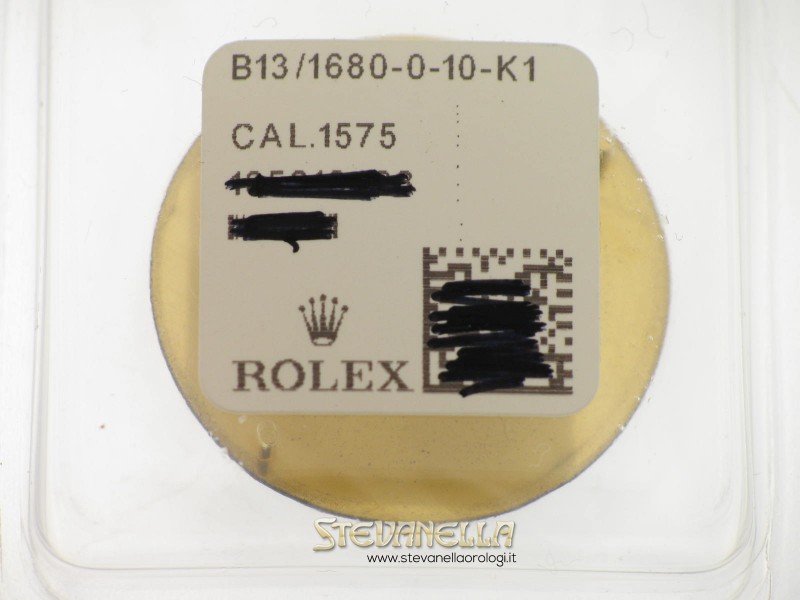 B13/1680-0-10-K1
CAL.1575
ROLEX
STEVANELLA
www.stevanellaorologi.it